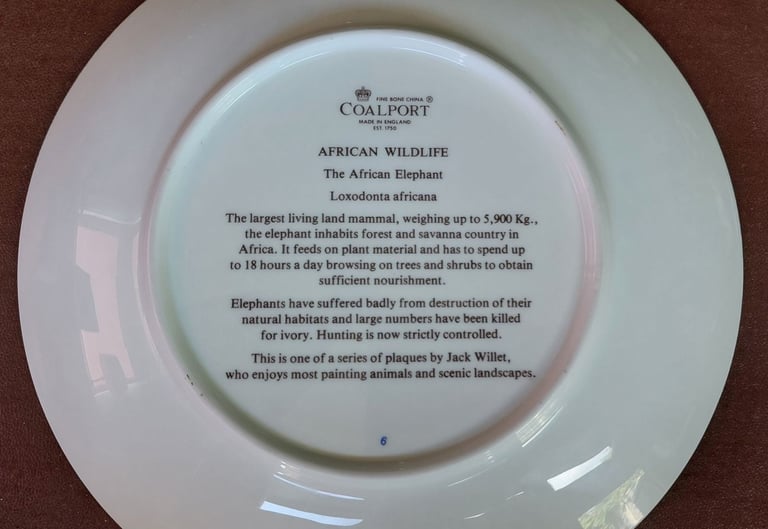 FINE BONE CHINA ®
COALPORT
MADE IN ENGLAND
EST. 1750
AFRICAN WILDLIFE
The African Elephant
Loxodonta africana
The largest living land mammal, weighing up to 5,900 Kg.,
the elephant inhabits forest and savanna country in
Africa. It feeds on plant material and has to spend up
to 18 hours a day browsing on trees and shrubs to obtain
sufficient nourishment.
Elephants have suffered badly from destruction of their
natural habitats and large numbers have been killed
for ivory. Hunting is now strictly controlled.
This is one of a series of plaques by Jack Willet,
who enjoys most painting animals and scenic landscapes.
6